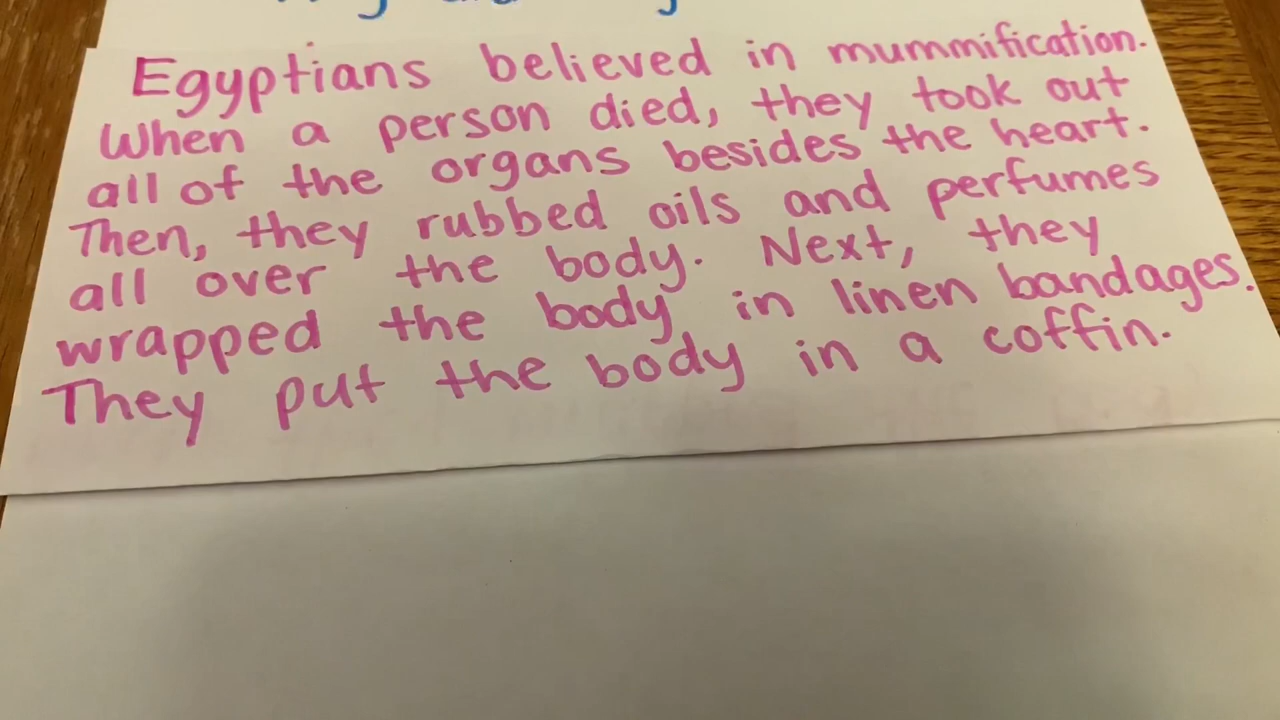 Egyptians believed in mummification.
When a person died, they took out
all of the organs besides the heart.
Then, they rubbed oils and perfumes
all over the body. Next, they
wrapped the body in linen bandages.
They put the body in a coffin.